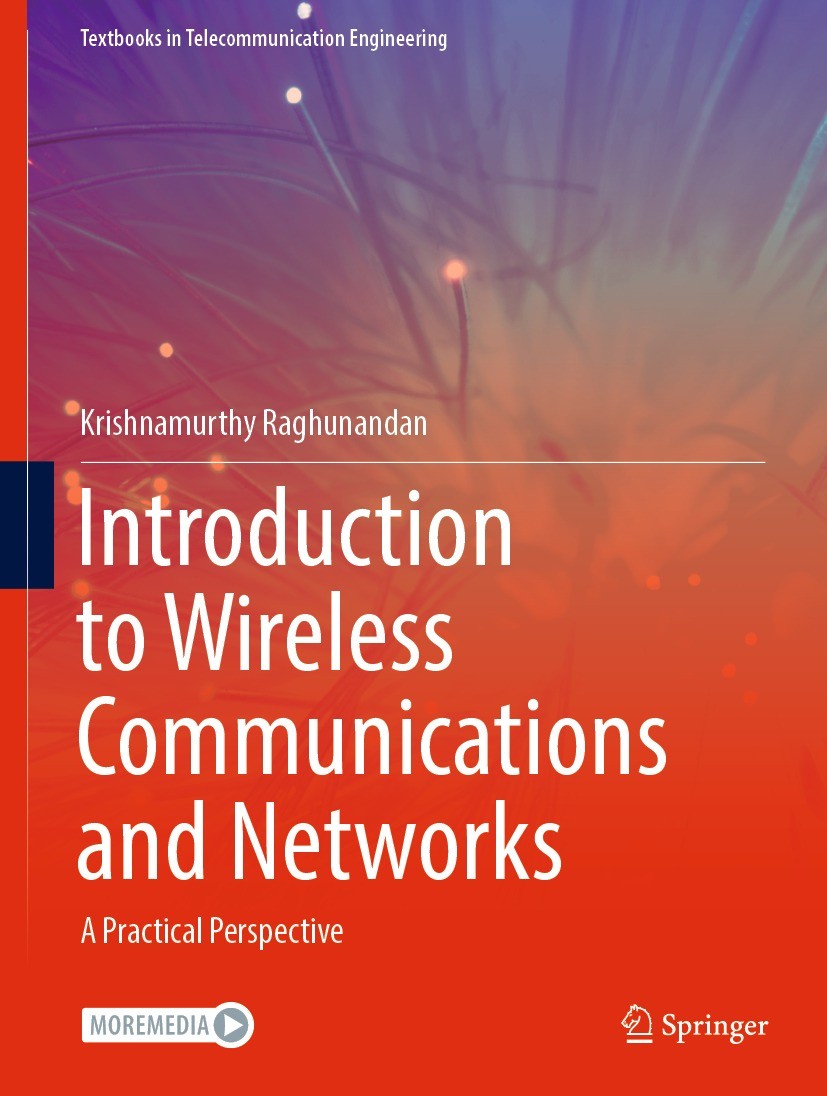 Textbooks in Telecommunication Engineering
Krishnamurthy Raghunandan
Introduction
to Wireless
Communications
and Networks
A Practical Perspective
MOREMEDIA
Springer